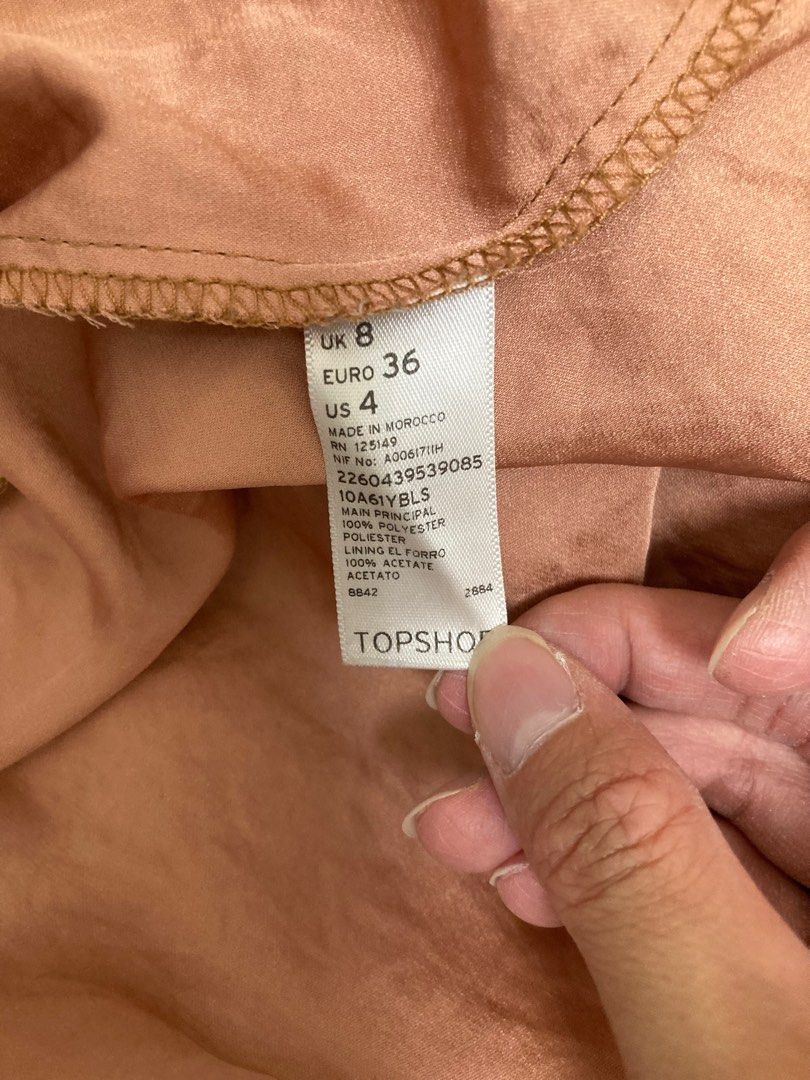 UK 8
EURO 36
US 4
MADE IN MOROCCO
RN 125149
NIF No: A0061711H
2260439539085
10A61YBLS
MAIN PRINCIPAL
100% POLYESTER
POLIESTER
LINING EL FORRO
100% ACETATE
ACETATO
8842 2884
TOPSHOP